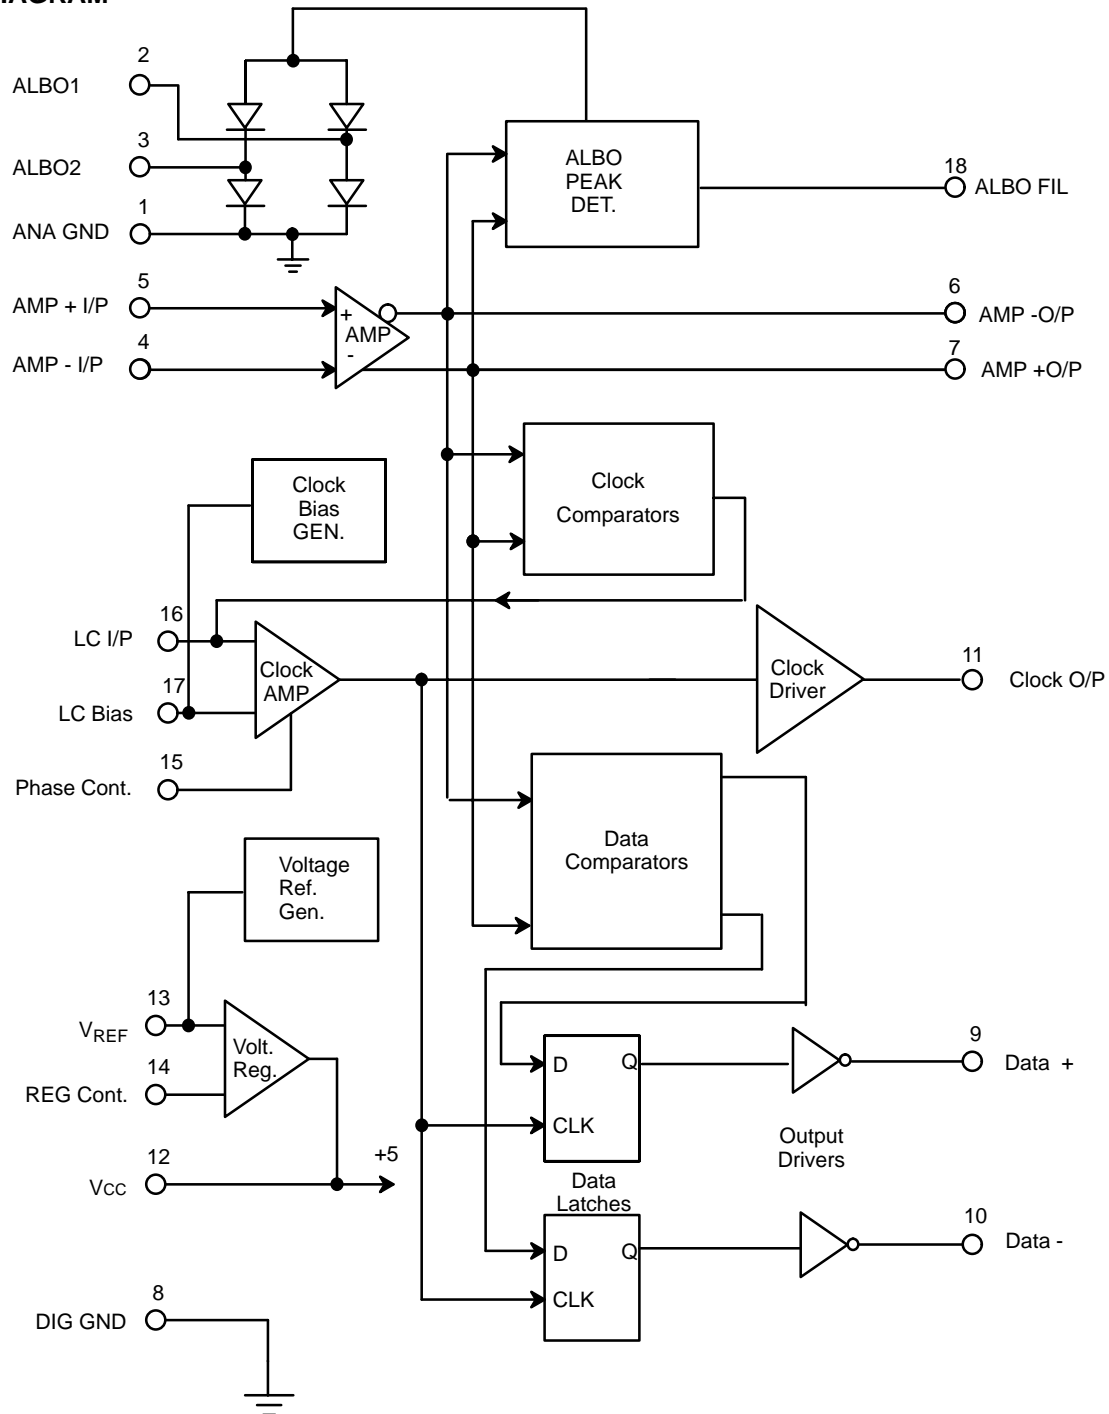 2
ALBO1
3
ALBO2
1
ANA GND
ALBO
PEAK
DET.
18
ALBO FIL
5
AMP + I/P
4
AMP - I/P
+
AMP
-
6
AMP -O/P
7
AMP +O/P
Clock
Bias
GEN.
Clock
Comparators
16
LC I/P
17
LC Bias
15
Phase Cont.
Clock
AMP
Clock
Driver
11
Clock O/P
Voltage
Ref.
Gen.
Data
Comparators
13
VREF
14
REG Cont.
Volt.
Reg.
12
VCC
+5
D
Q
CLK
9
Data +
Output
Drivers
Data
Latches
D
Q
CLK
10
Data -
8
DIG GND